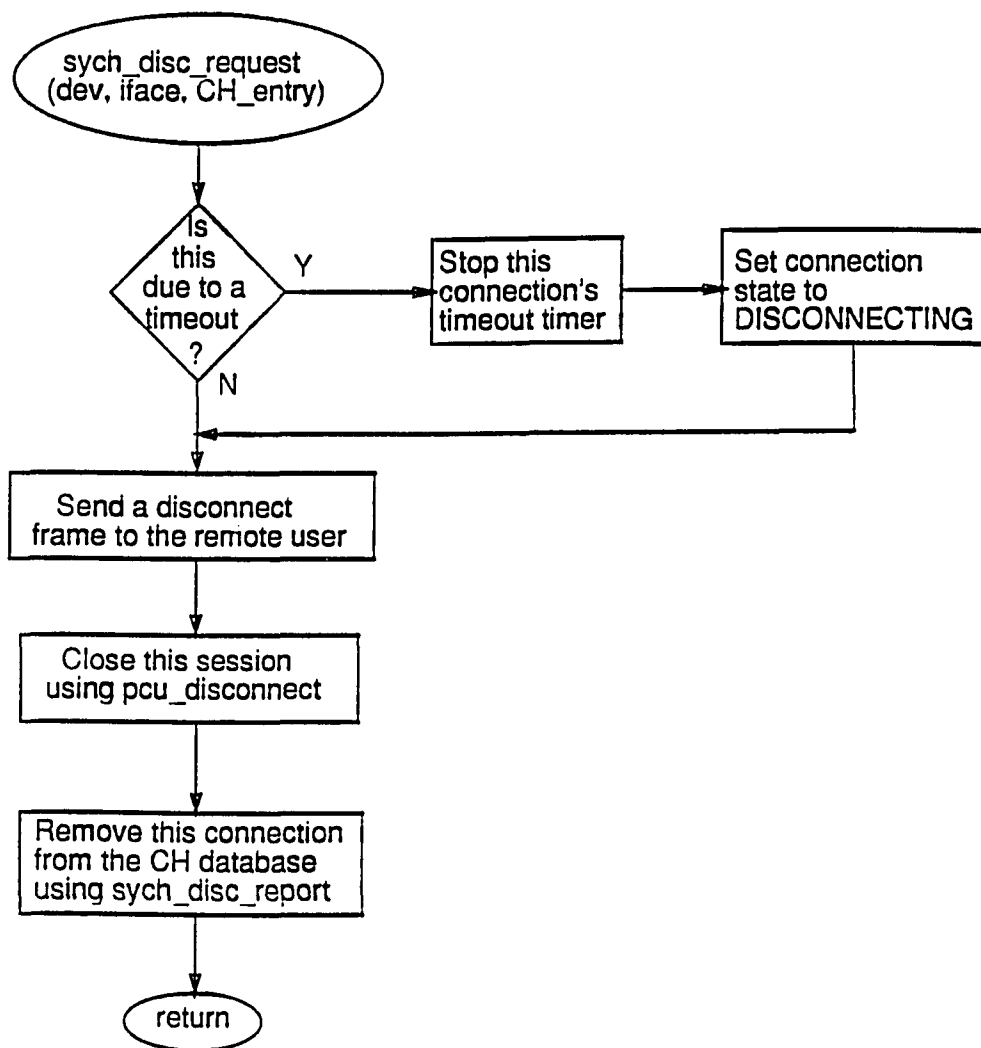 sych_disc_request
(dev, iface, CH_entry)
Is
this
due to a
timeout
?
Y
N
Stop this
connection's
timeout timer
Set connection
state to
DISCONNECTING
Send a disconnect
frame to the remote user
Close this session
using pcu_disconnect
Remove this connection
from the CH database
using sych_disc_report
return